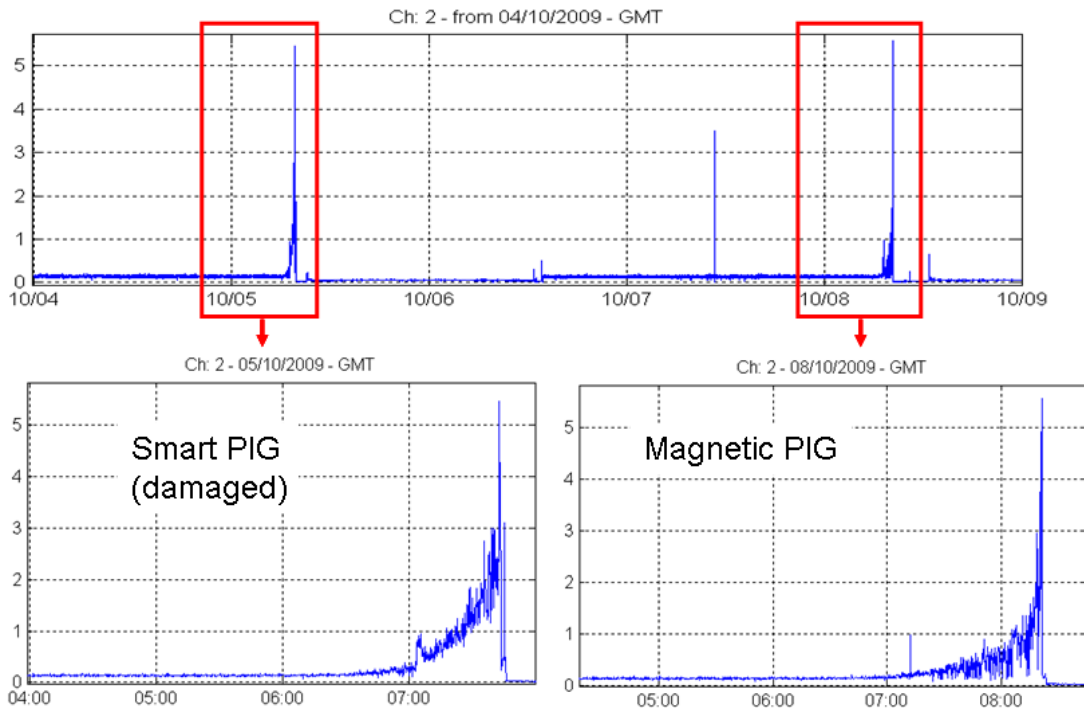 Ch: 2 - from 04/10/2009 - GMT
5
4
3
2
1
0
10/04 10/05 10/06 10/07 10/08 10/09
Ch: 2 - 05/10/2009 - GMT
Smart PIG
(damaged)
5
4
3
2
1
0
04:00 05:00 06:00 07:00
Ch: 2 - 08/10/2009 - GMT
Magnetic PIG
5
4
3
2
1
0
05:00 06:00 07:00 08:00